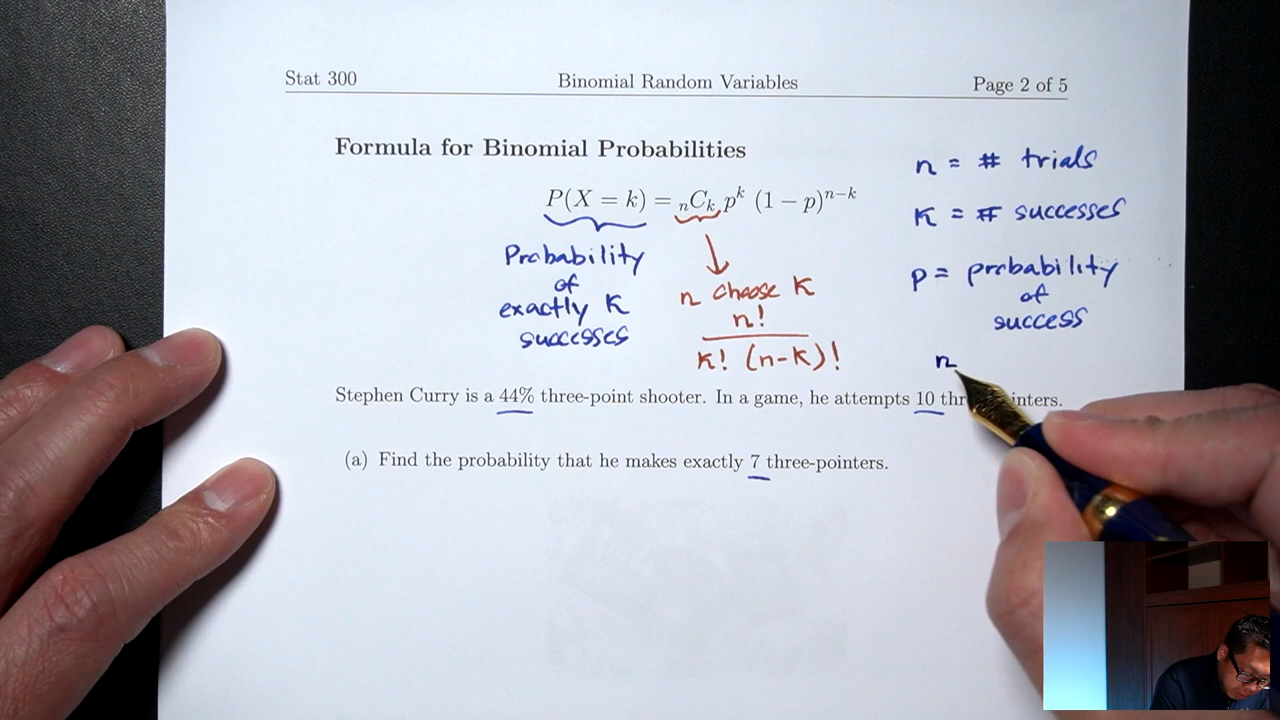 Stat 300 Binomial Random Variables Page 2 of 5
Formula for Binomial Probabilities
P(X = k) = nCk p^k (1 − p)^{n−k}
Probability
of
exactly K
successes
n choose K
n!
K! (n-K)!
n = # trials
K = # successes
p = probability
of
success
n
Stephen Curry is a 44% three-point shooter. In a game, he attempts 10
(a) Find the probability that he makes exactly 7 three-pointers.